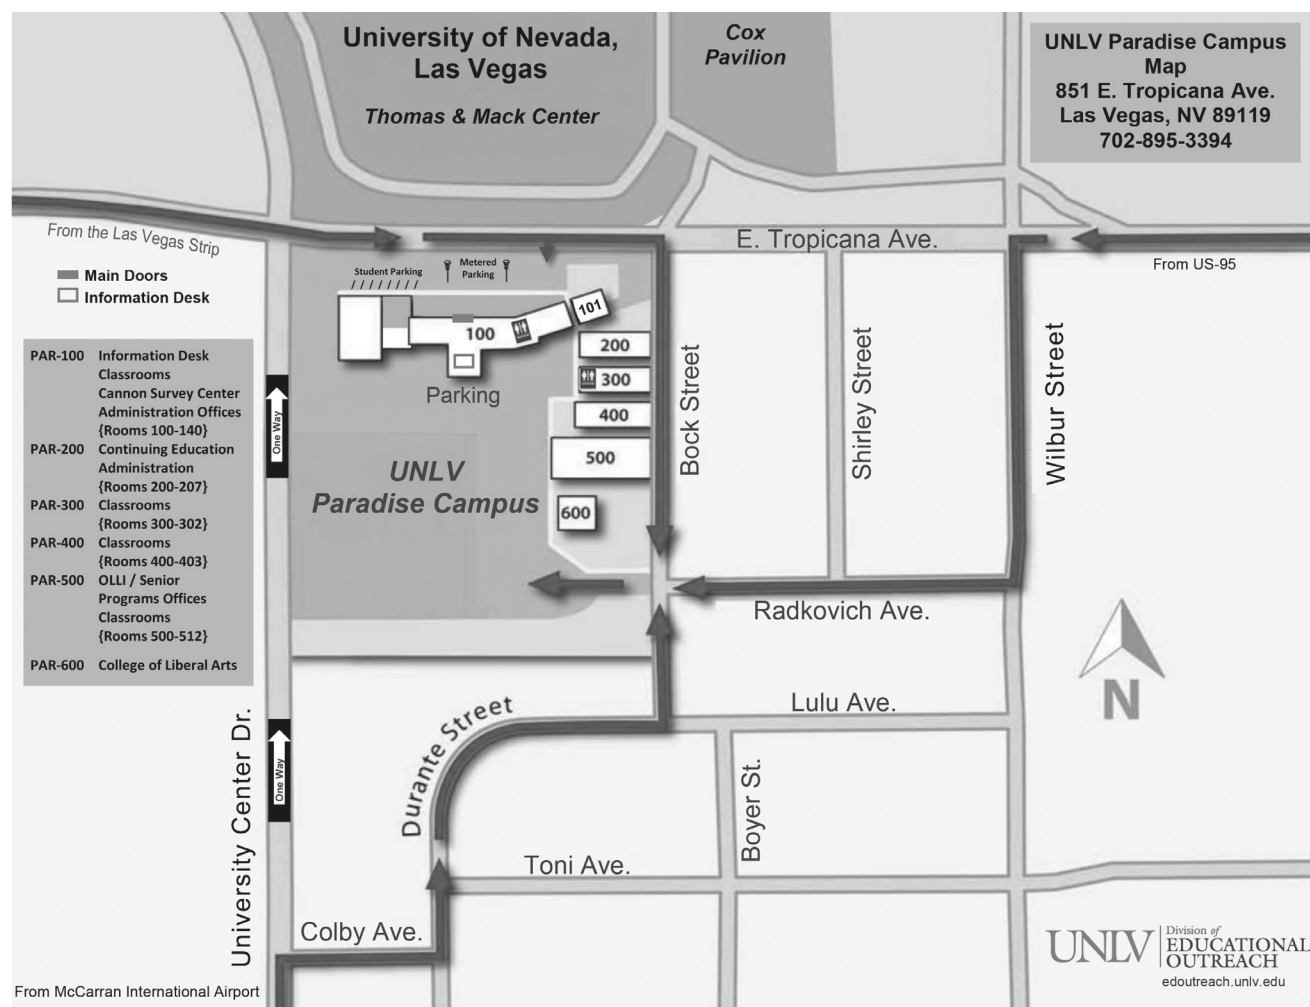 University of Nevada,
Las Vegas
Thomas & Mack Center
Cox
Pavilion
UNLV Paradise Campus
Map
851 E. Tropicana Ave.
Las Vegas, NV 89119
702-895-3394
From the Las Vegas Strip
E. Tropicana Ave.
From US-95
Main Doors
Information Desk
Student Parking
Metered
Parking
101
100
200
300
400
500
600
Parking
UNLV
Paradise Campus
PAR-100 Information Desk
Classrooms
Cannon Survey Center
Administration Offices
{Rooms 100-140}
PAR-200 Continuing Education
Administration
{Rooms 200-207}
PAR-300 Classrooms
{Rooms 300-302}
PAR-400 Classrooms
{Rooms 400-403}
PAR-500 OLLI / Senior
Programs Offices
Classrooms
{Rooms 500-512}
PAR-600 College of Liberal Arts
One Way
One Way
Bock Street
Shirley Street
Wilbur Street
Radkovich Ave.
N
Lulu Ave.
Durante Street
Boyer St.
University Center Dr.
Toni Ave.
Colby Ave.
From McCarran International Airport
UNLV
Division of
EDUCATIONAL
OUTREACH
edoutreach.unlv.edu